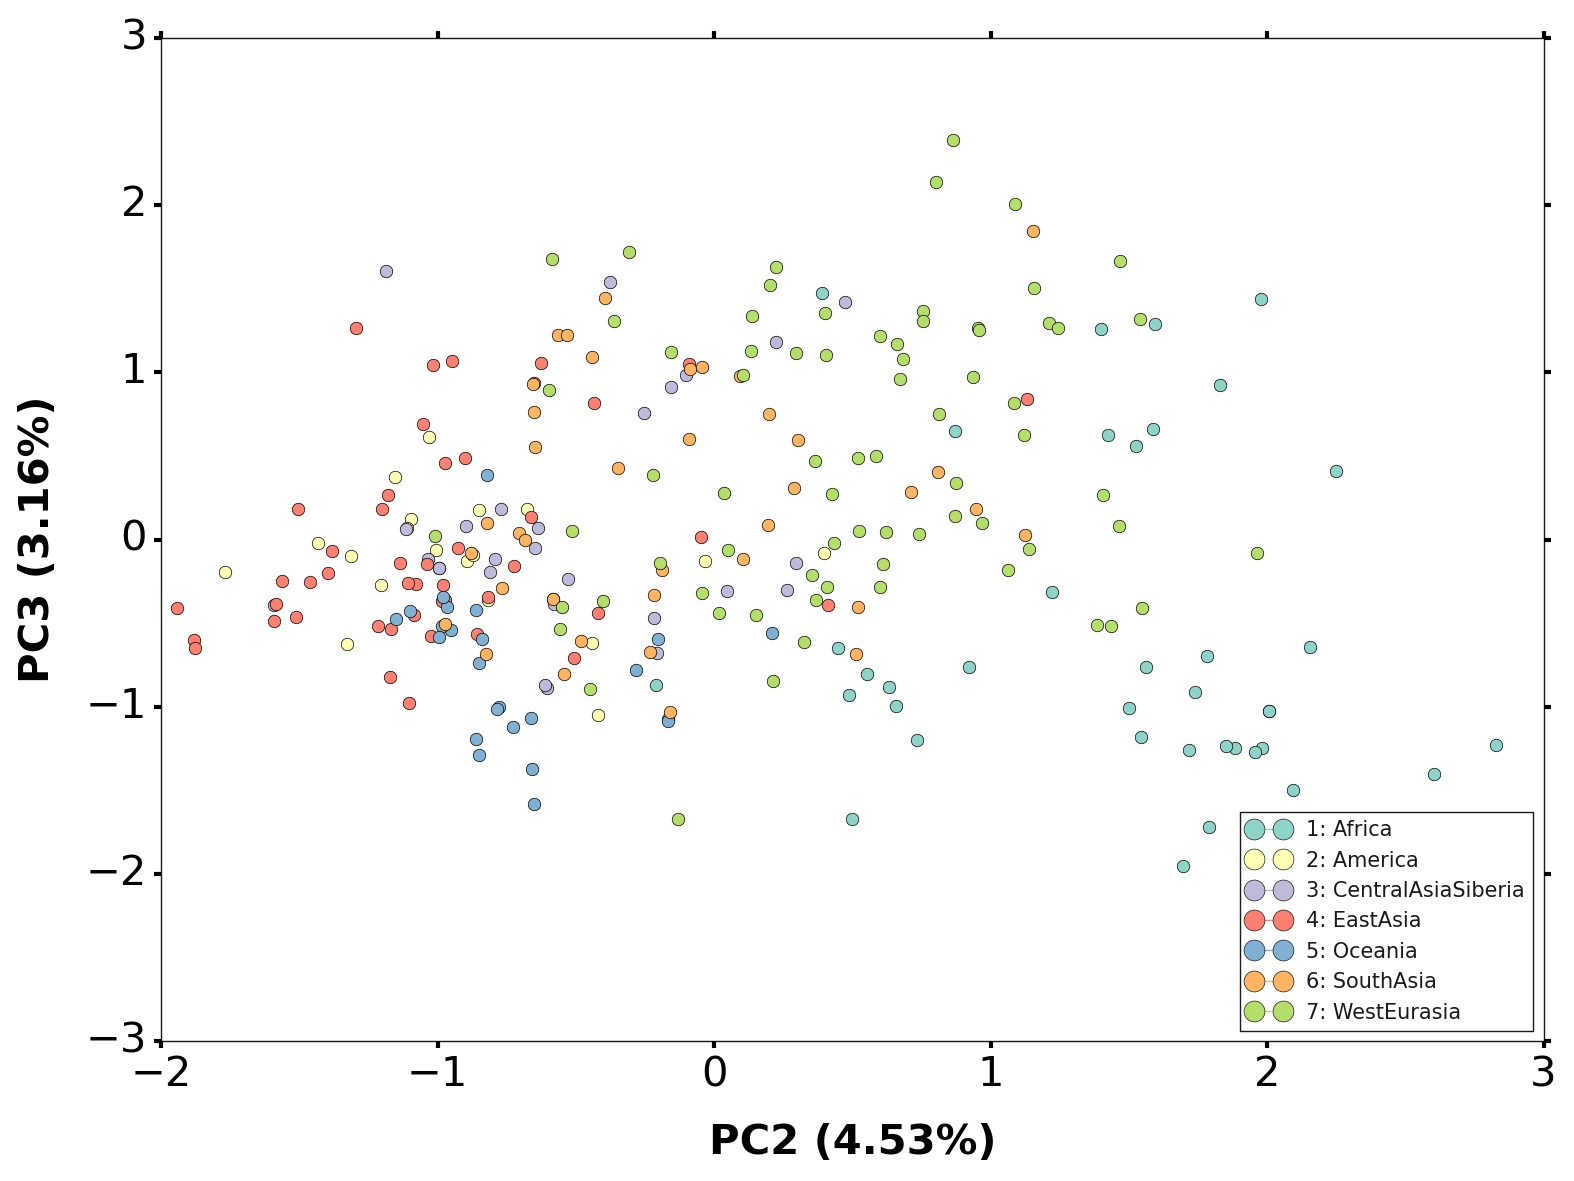 3
2
1
0
−1
−2
−3
PC3 (3.16%)
1: Africa
2: America
3: CentralAsiaSiberia
4: EastAsia
5: Oceania
6: SouthAsia
7: WestEurasia
−2
−1
0
1
2
3
PC2 (4.53%)